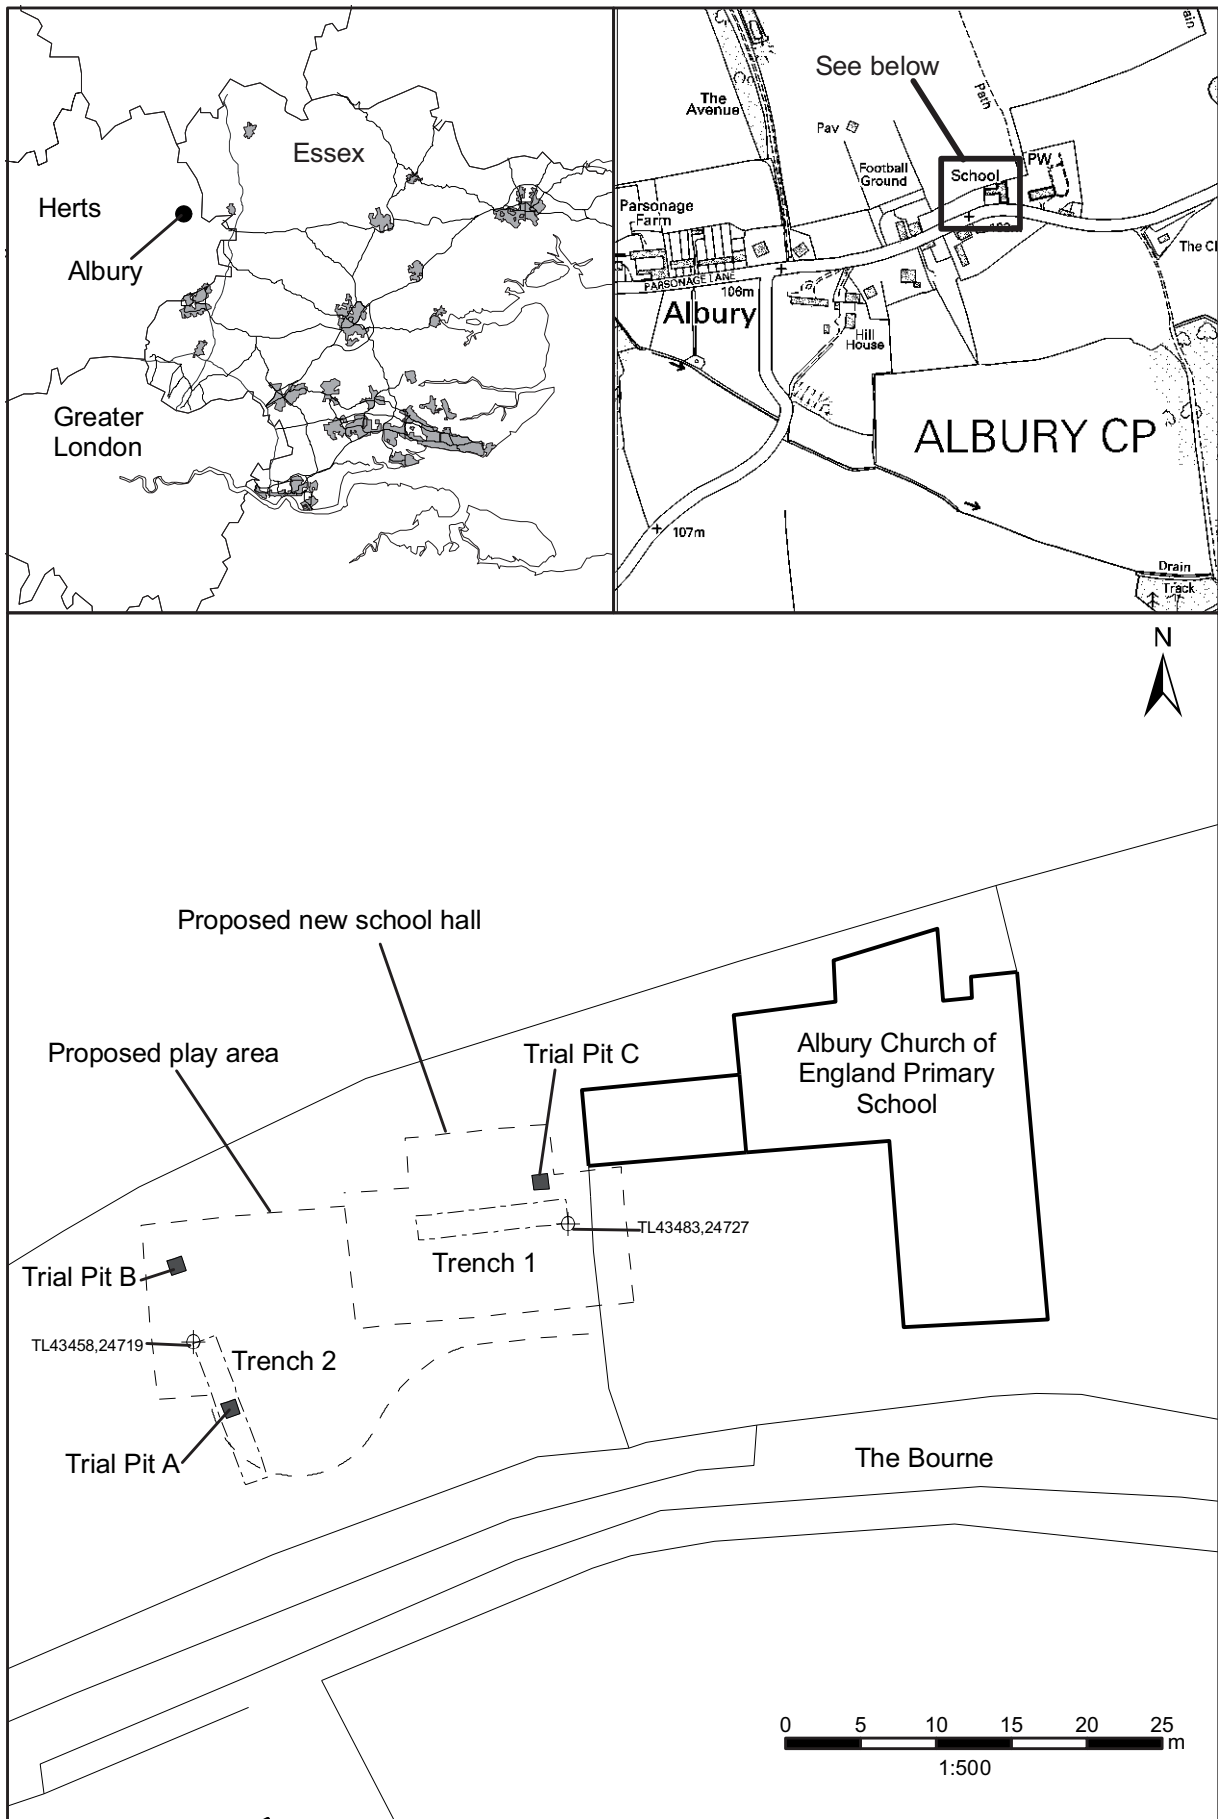 Essex
Herts
Albury
Greater
London
See below
The
Avenue
Path
Pav
Football
Ground
School
PW
Parsonage
Farm
PARSONAGE LANE
106m
Albury
Hill
House
ALBURY CP
107m
Drain
Track
N
Proposed new school hall
Proposed play area
Trial Pit C
Albury Church of
England Primary
School
TL43483,24727
Trench 1
Trial Pit B
TL43458,24719
Trench 2
Trial Pit A
The Bourne
0 5 10 15 20 25
m
1:500